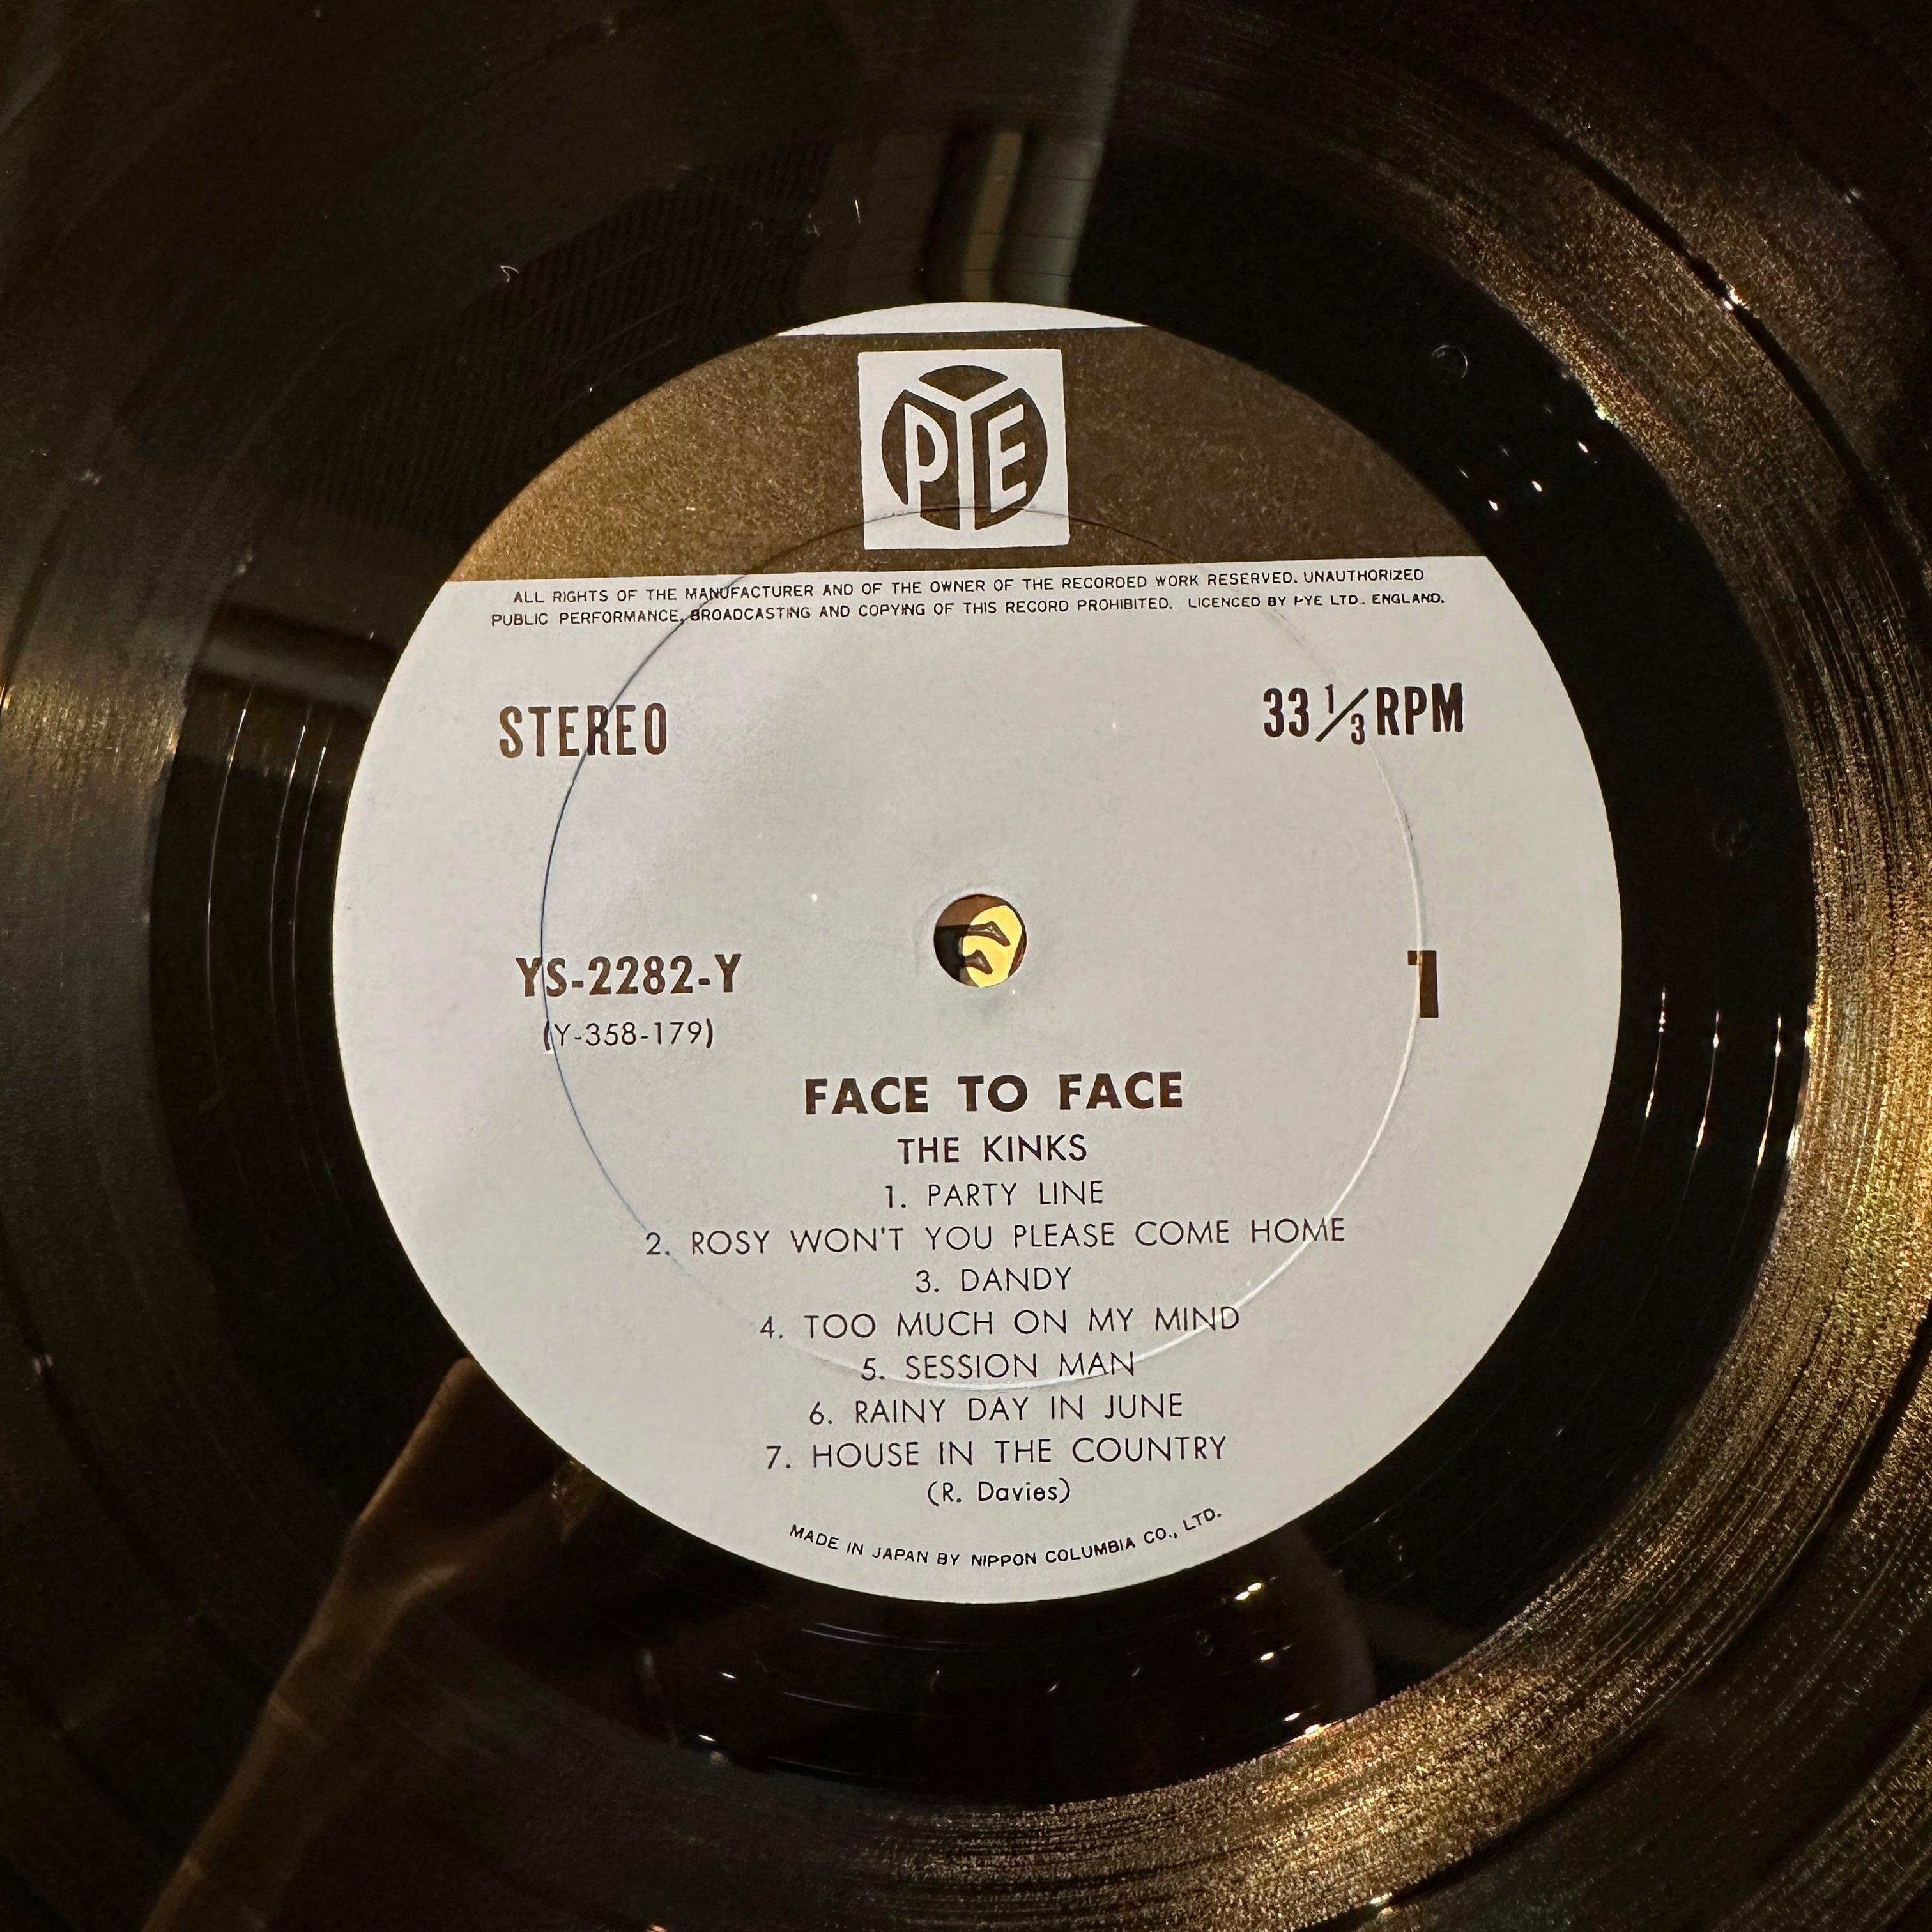 PYE
ALL RIGHTS OF THE MANUFACTURER AND OF THE OWNER OF THE RECORDED WORK RESERVED. UNAUTHORIZED
PUBLIC PERFORMANCE, BROADCASTING AND COPYING OF THIS RECORD PROHIBITED. LICENCED BY PYE LTD. ENGLAND.
STEREO
33 1/3 RPM
YS-2282-Y
1
(Y-358-179)
FACE TO FACE
THE KINKS
1. PARTY LINE
2. ROSY WON'T YOU PLEASE COME HOME
3. DANDY
4. TOO MUCH ON MY MIND
5. SESSION MAN
6. RAINY DAY IN JUNE
7. HOUSE IN THE COUNTRY
(R. Davies)
MADE IN JAPAN BY NIPPON COLUMBIA CO., LTD.